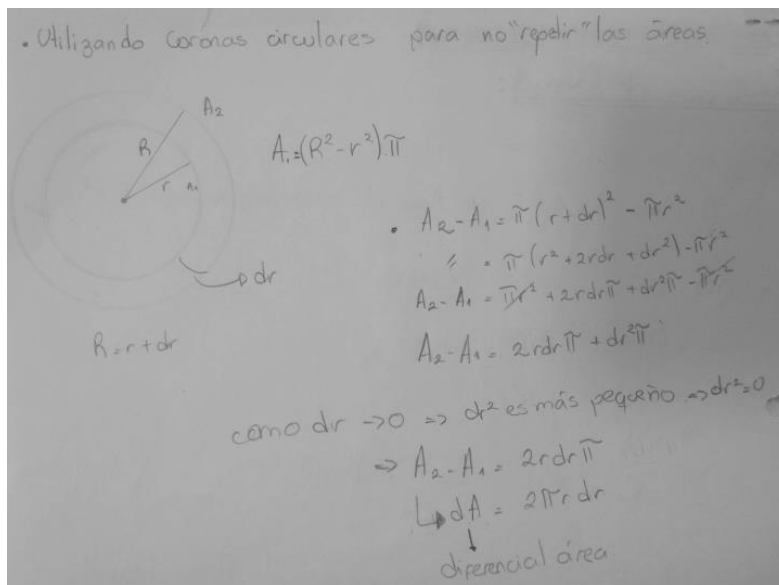 • Utilizando coronas circulares para no "repetir" las áreas.
A₂
R
r A₁
dr
R = r + dr
A₁=(R²-r²)π
• A₂-A₁ = π(r+dr)² - πr²
〃 = π(r² + 2rdr + dr²) - πr²
A₂-A₁ = πr² + 2rdrπ + dr²π - πr²
A₂-A₁ = 2rdrπ + dr²π
como dr →0 ⇒ dr² es más pequeño ⇒ dr²=0
⇒ A₂-A₁ = 2rdrπ
↳ dA = 2πr dr
↓
diferencial área